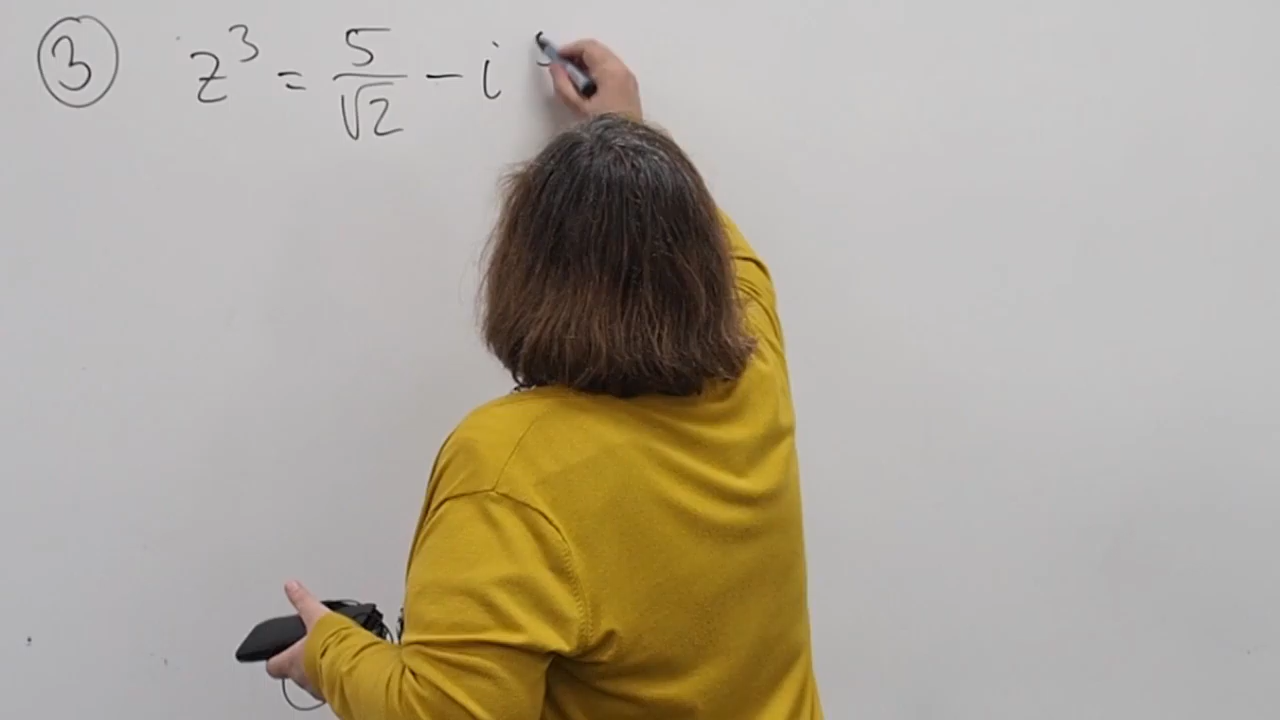 ③ z³ = 5/√2 - i